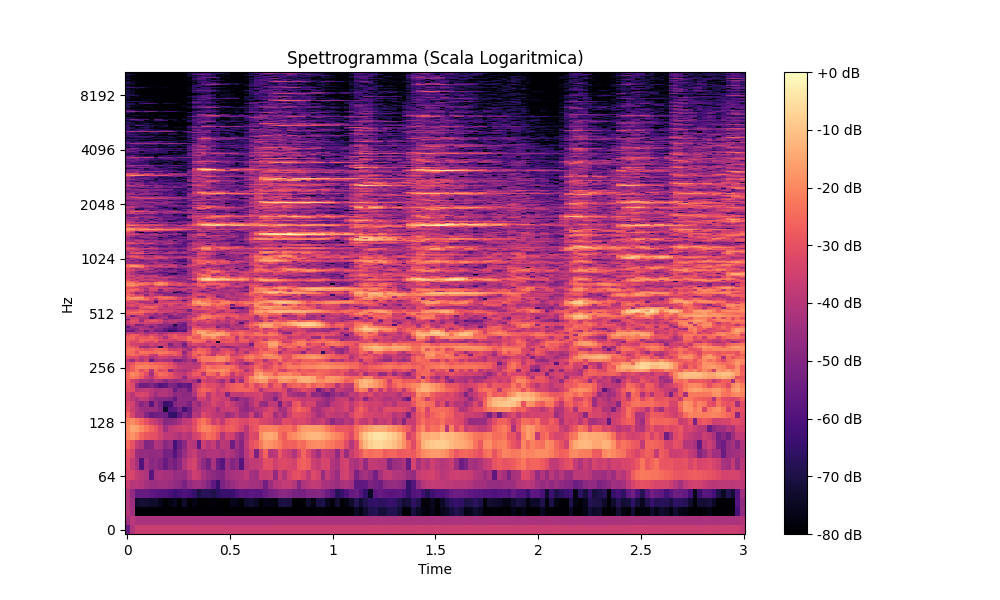 Spettrogramma (Scala Logaritmica)
Hz
8192
4096
2048
1024
512
256
128
64
0
0
0.5
1
1.5
2
2.5
3
Time
+0 dB
-10 dB
-20 dB
-30 dB
-40 dB
-50 dB
-60 dB
-70 dB
-80 dB